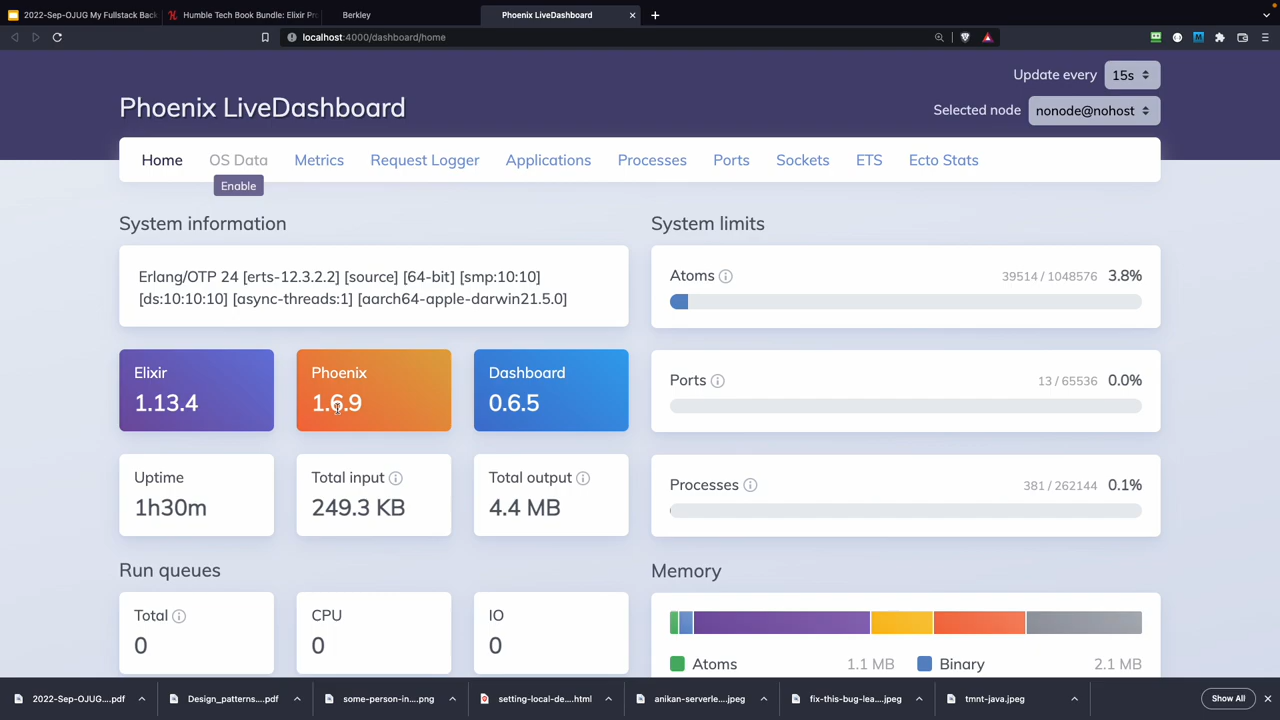 2022-Sep-OJUG My Fullstack Back
Humble Tech Book Bundle: Elixir Pr
Berkley
Phoenix LiveDashboard
localhost:4000/dashboard/home
Update every 15s
Phoenix LiveDashboard
Selected node nonode@nohost
Home OS Data Metrics Request Logger Applications Processes Ports Sockets ETS Ecto Stats
Enable
System information
Erlang/OTP 24 [erts-12.3.2.2] [source] [64-bit] [smp:10:10]
[ds:10:10:10] [async-threads:1] [aarch64-apple-darwin21.5.0]
Elixir
1.13.4
Phoenix
1.6.9
Dashboard
0.6.5
Uptime
1h30m
Total input
249.3 KB
Total output
4.4 MB
Run queues
Total
0
CPU
0
IO
0
System limits
Atoms 39514 / 1048576 3.8%
Ports 13 / 65536 0.0%
Processes 381 / 262144 0.1%
Memory
Atoms 1.1 MB Binary 2.1 MB
2022-Sep-OJUG....pdf
Design_patterns....pdf
some-person-in....png
setting-local-de....html
anikan-serverle....jpeg
fix-this-bug-lea....jpeg
tmnt-java.jpeg
Show All